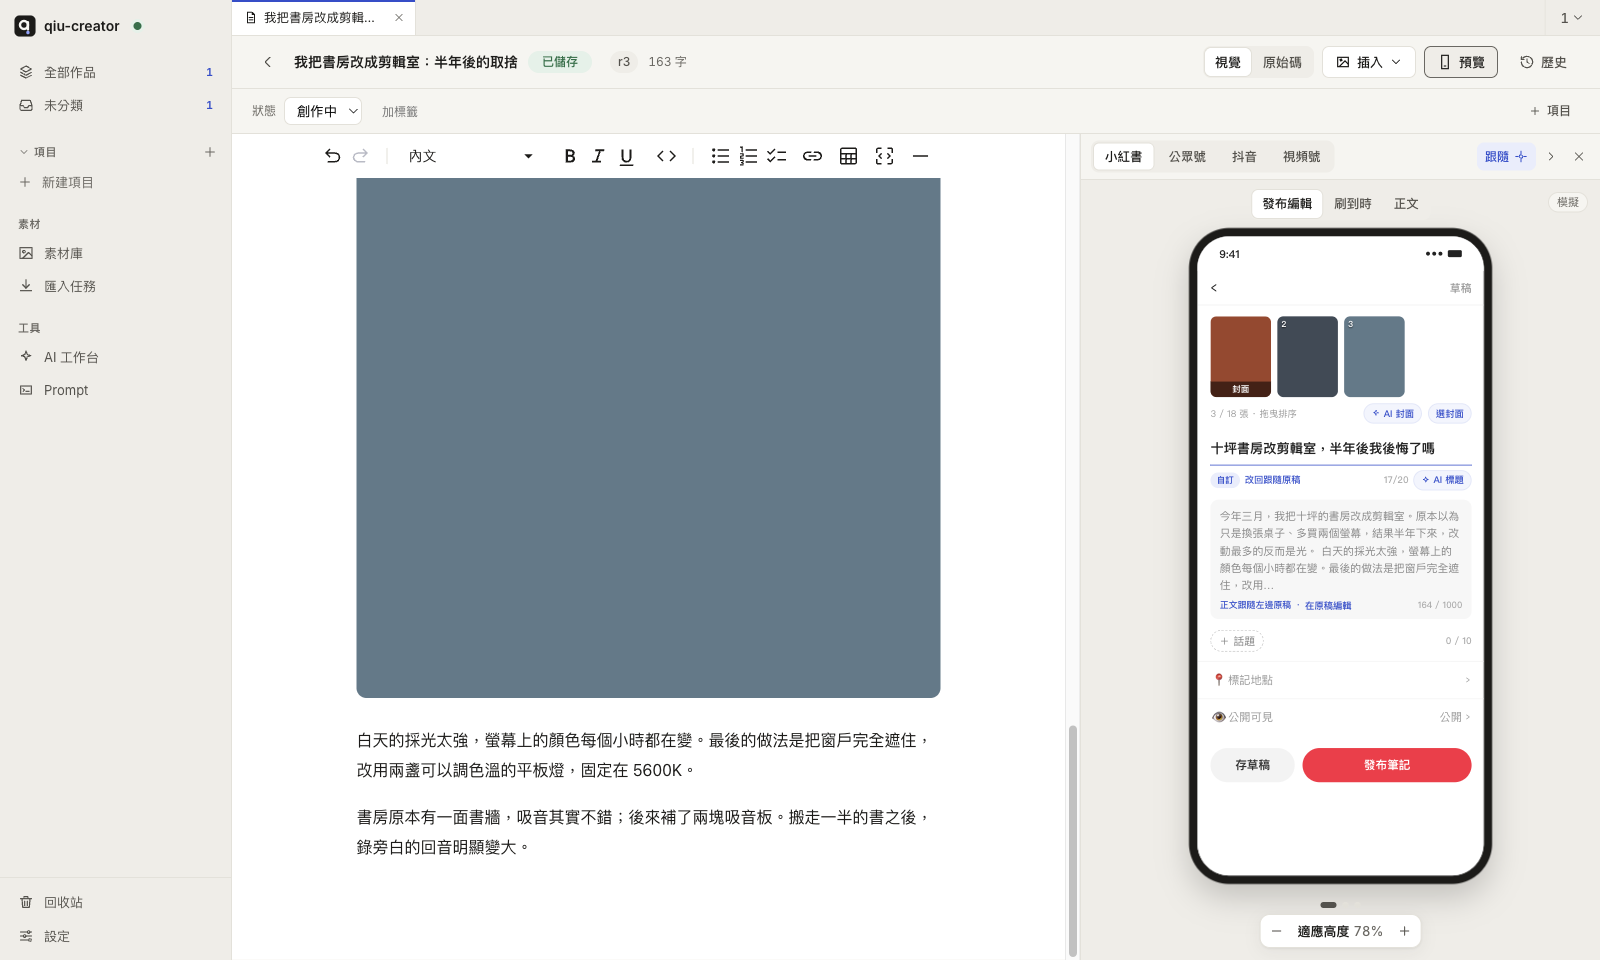 qiu-creator
全部作品 1
未分類 1
項目
新建項目
素材
素材庫
匯入任務
工具
AI 工作台
Prompt
回收站
設定
我把書房改成剪輯...
1
我把書房改成剪輯室：半年後的取捨
已儲存
r3
163 字
視覺
原始碼
插入
預覽
歷史
狀態
創作中
加標籤
項目
內文
白天的採光太強，螢幕上的顏色每個小時都在變。最後的做法是把窗戶完全遮住，
改用兩盞可以調色溫的平板燈，固定在 5600K。
書房原本有一面書牆，吸音其實不錯；後來補了兩塊吸音板。搬走一半的書之後，
錄旁白的回音明顯變大。
小紅書
公眾號
抖音
視頻號
跟隨
發布編輯
刷到時
正文
模擬
9:41
草稿
封面
2
3
3 / 18 張 · 拖曳排序
AI 封面
選封面
十坪書房改剪輯室，半年後我後悔了嗎
自訂
改回跟隨原稿
17/20
AI 標題
今年三月，我把十坪的書房改成剪輯室。原本以為
只是換張桌子、多買兩個螢幕，結果半年下來，改
動最多的反而是光。 白天的採光太強，螢幕上的
顏色每個小時都在變。最後的做法是把窗戶完全遮
住，改用...
正文跟隨左邊原稿 · 在原稿編輯
164 / 1000
話題
0 / 10
標記地點
公開可見
公開
存草稿
發布筆記
適應高度 78%